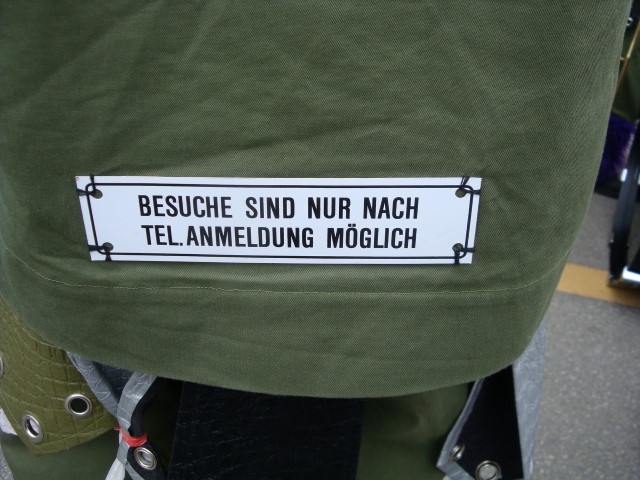 BESUCHE SIND NUR NACH
TEL. ANMELDUNG MÖGLICH